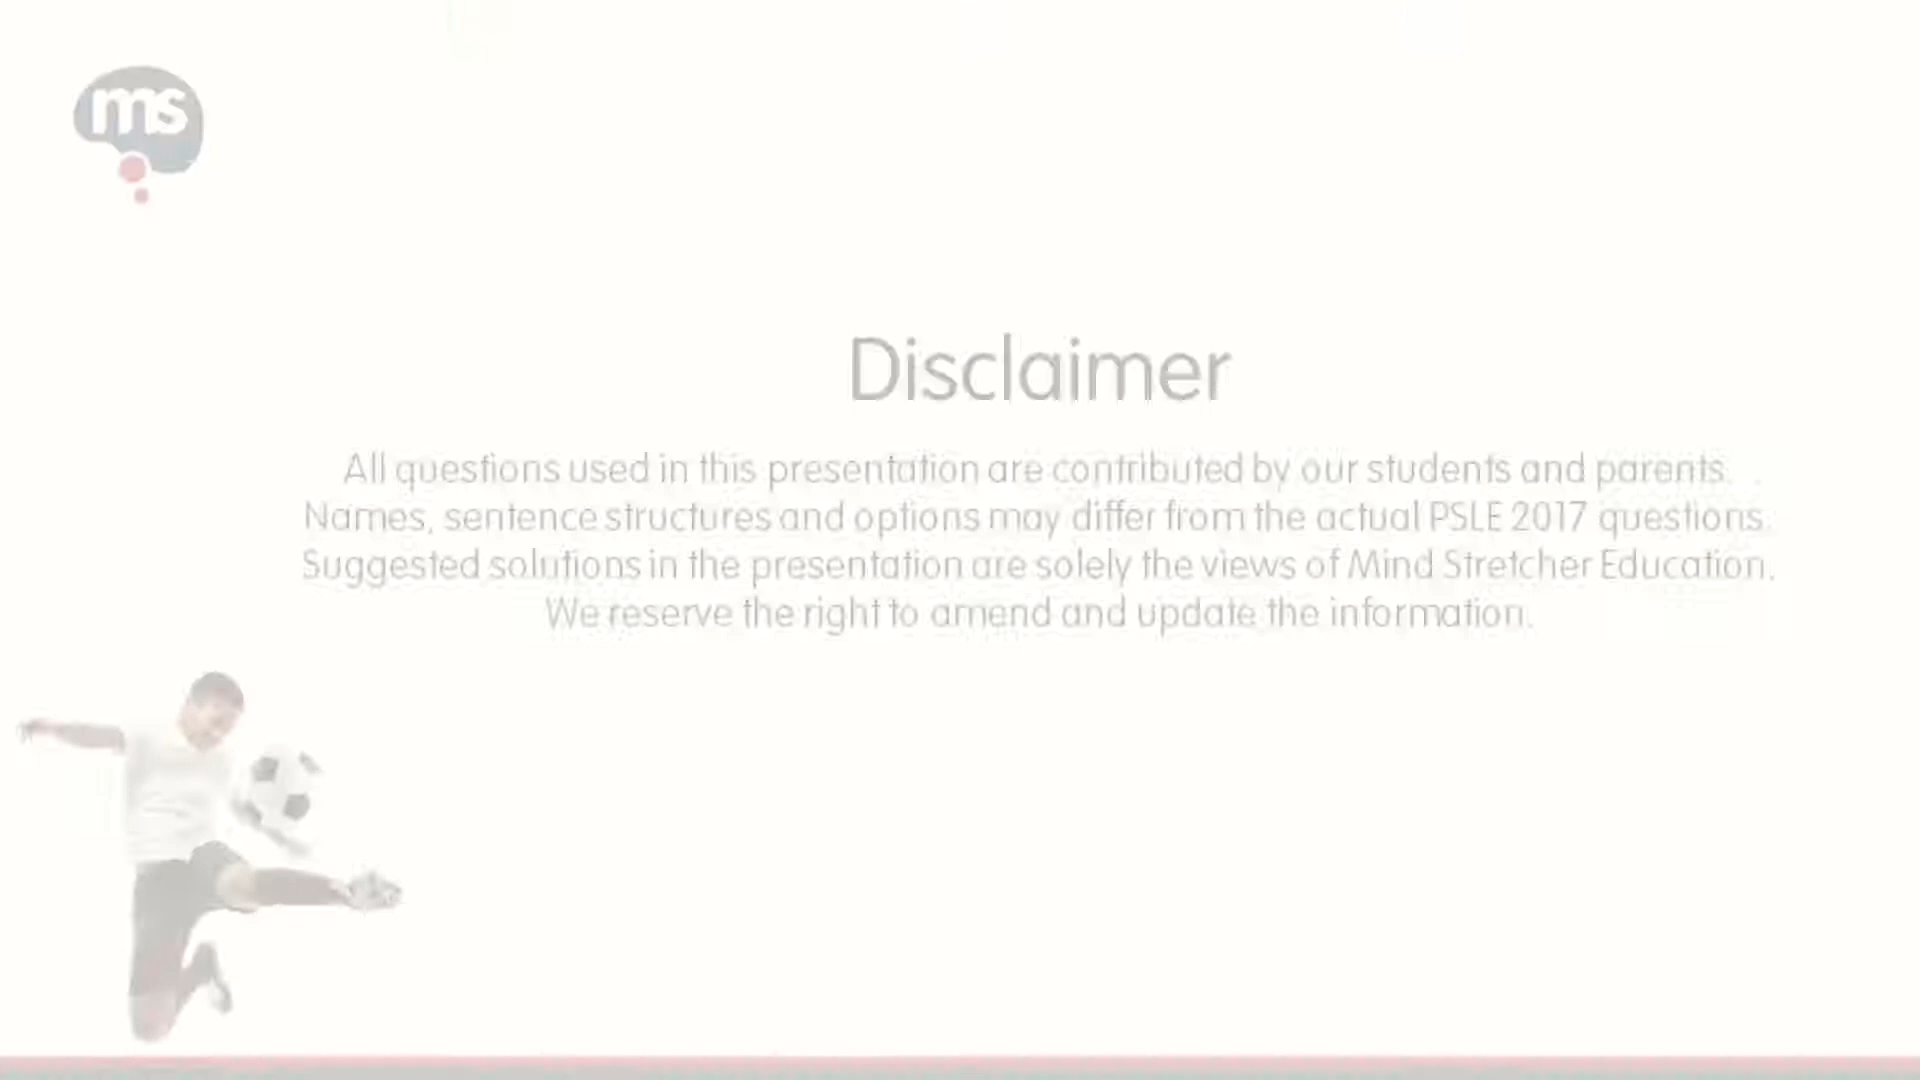 ms
Disclaimer
All questions used in this presentation are contributed by our students and parents.
Names, sentence structures and options may differ from the actual PSLE 2017 questions.
Suggested solutions in the presentation are solely the views of Mind Stretcher Education.
We reserve the right to amend and update the information.